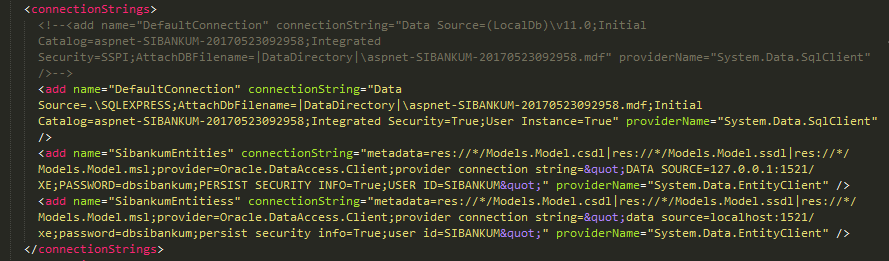 <connectionStrings>
<!--<add name="DefaultConnection" connectionString="Data Source=(LocalDb)\v11.0;Initial
Catalog=aspnet-SIBANKUM-20170523092958;Integrated
Security=SSPI;AttachDBFilename=|DataDirectory|\aspnet-SIBANKUM-20170523092958.mdf" providerName="System.Data.SqlClient"
/>-->
<add name="DefaultConnection" connectionString="Data
Source=.\SQLEXPRESS;AttachDbFilename=|DataDirectory|\aspnet-SIBANKUM-20170523092958.mdf;Initial
Catalog=aspnet-SIBANKUM-20170523092958;Integrated Security=True;User Instance=True" providerName="System.Data.SqlClient"
/>
<add name="SibankumEntities" connectionString="metadata=res://*/Models.Model.csdl|res://*/Models.Model.ssdl|res://*/
Models.Model.msl;provider=Oracle.DataAccess.Client;provider connection string=&quot;DATA SOURCE=127.0.0.1:1521/
XE;PASSWORD=dbsibankum;PERSIST SECURITY INFO=True;USER ID=SIBANKUM&quot;" providerName="System.Data.EntityClient" />
<add name="SibankumEntitiess" connectionString="metadata=res://*/Models.Model.csdl|res://*/Models.Model.ssdl|res://*/
Models.Model.msl;provider=Oracle.DataAccess.Client;provider connection string=&quot;data source=localhost:1521/
xe;password=dbsibankum;persist security info=True;user id=SIBANKUM&quot;" providerName="System.Data.EntityClient" />
</connectionStrings>